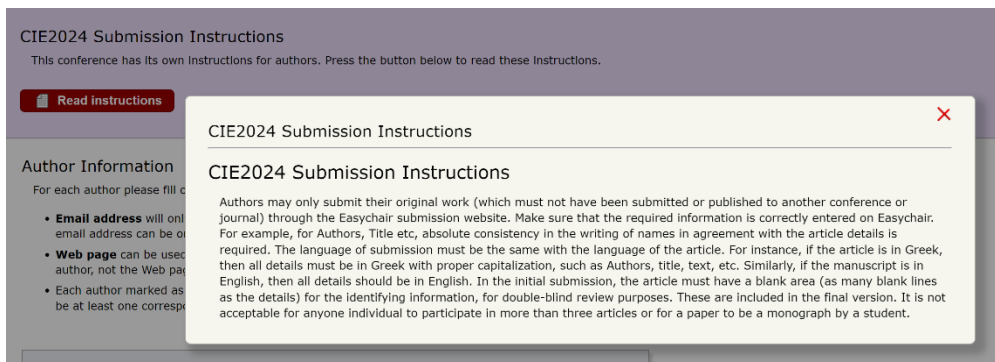 CIE2024 Submission Instructions
This conference has its own instructions for authors. Press the button below to read these instructions.
Read instructions
CIE2024 Submission Instructions
CIE2024 Submission Instructions
Authors may only submit their original work (which must not have been submitted or published to another conference or
journal) through the Easychair submission website. Make sure that the required information is correctly entered on Easychair.
For example, for Authors, Title etc, absolute consistency in the writing of names in agreement with the article details is
required. The language of submission must be the same with the language of the article. For instance, if the article is in Greek,
then all details must be in Greek with proper capitalization, such as Authors, title, text, etc. Similarly, if the manuscript is in
English, then all details should be in English. In the initial submission, the article must have a blank area (as many blank lines
as the details) for the identifying information, for double-blind review purposes. These are included in the final version. It is not
acceptable for anyone individual to participate in more than three articles or for a paper to be a monograph by a student.
Author Information
For each author please fill
• Email address will
email address can be
• Web page can be used
author, not the Web
• Each author marked as
be at least one